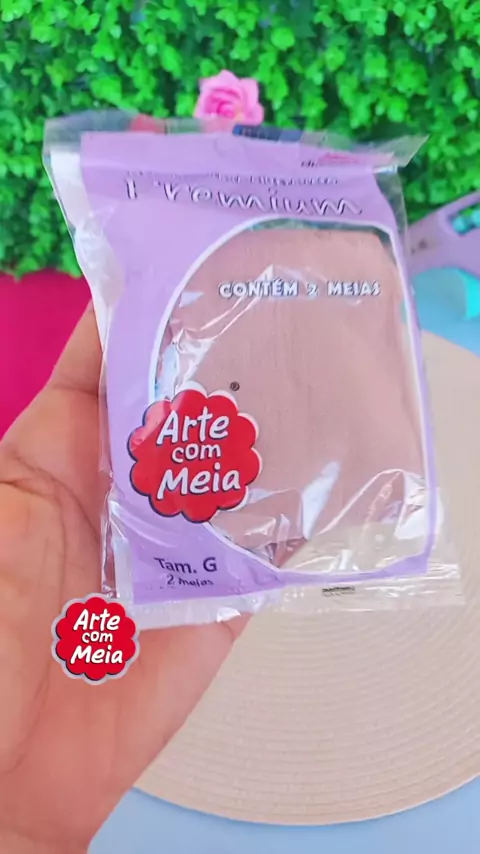 Premium
CONTÉM 2 MEIAS
®
Arte
com
Meia
Tam. G
2 meias
Arte
com
Meia